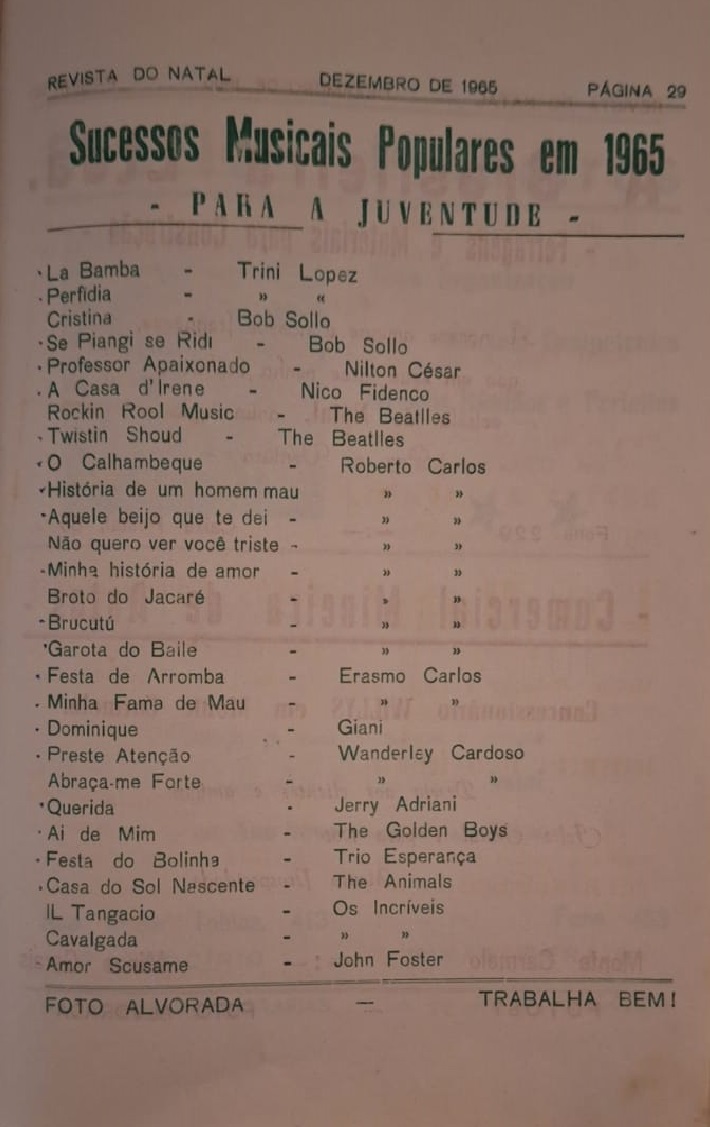 REVISTA DO NATAL DEZEMBRO DE 1965 PÁGINA 29
Sucessos Musicais Populares em 1965
- PARA A JUVENTUDE -
La Bamba - Trini Lopez
Perfídia - » «
Cristina - Bob Sollo
Se Piangi se Ridi - Bob Sollo
Professor Apaixonado - Nilton César
A Casa d'Irene - Nico Fidenco
Rockin Rool Music - The Beatlles
Twistin Shoud - The Beatlles
O Calhambeque - Roberto Carlos
História de um homem mau » »
Aquele beijo que te dei - » »
Não quero ver você triste - » »
Minha história de amor - » »
Broto do Jacaré - » »
Brucutú - » »
Garota do Baile - » »
Festa de Arromba - Erasmo Carlos
Minha Fama de Mau - » »
Dominique - Giani
Preste Atenção - Wanderley Cardoso
Abraça-me Forte - » »
Querida - Jerry Adriani
Ai de Mim - The Golden Boys
Festa do Bolinha - Trio Esperança
Casa do Sol Nescente - The Animals
IL Tangacio - Os Incríveis
Cavalgada - » »
Amor Scusame - John Foster
FOTO ALVORADA — TRABALHA BEM!